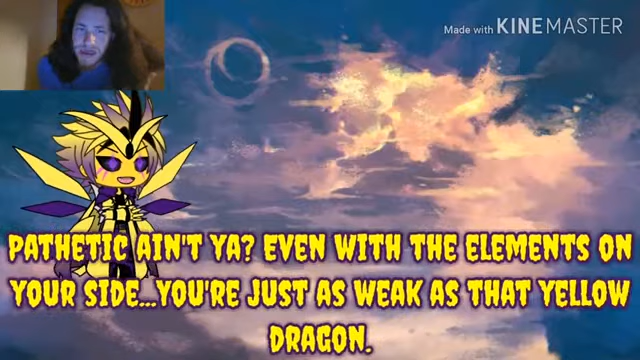 Made with KINEMASTER
PATHETIC AIN'T YA? EVEN WITH THE ELEMENTS ON
YOUR SIDE...YOU'RE JUST AS WEAK AS THAT YELLOW
DRAGON.